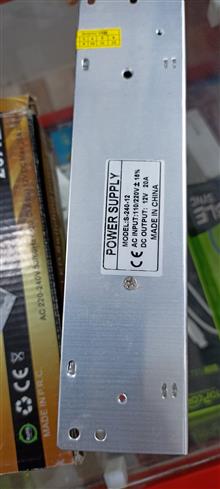 POWER SUPPLY
MODEL:S-240-12
AC INPUT:110/220V ± 15%
DC OUTPUT: 12V 20A
CE MADE IN CHINA
AC 220-240V
MADE IN P.R.C.